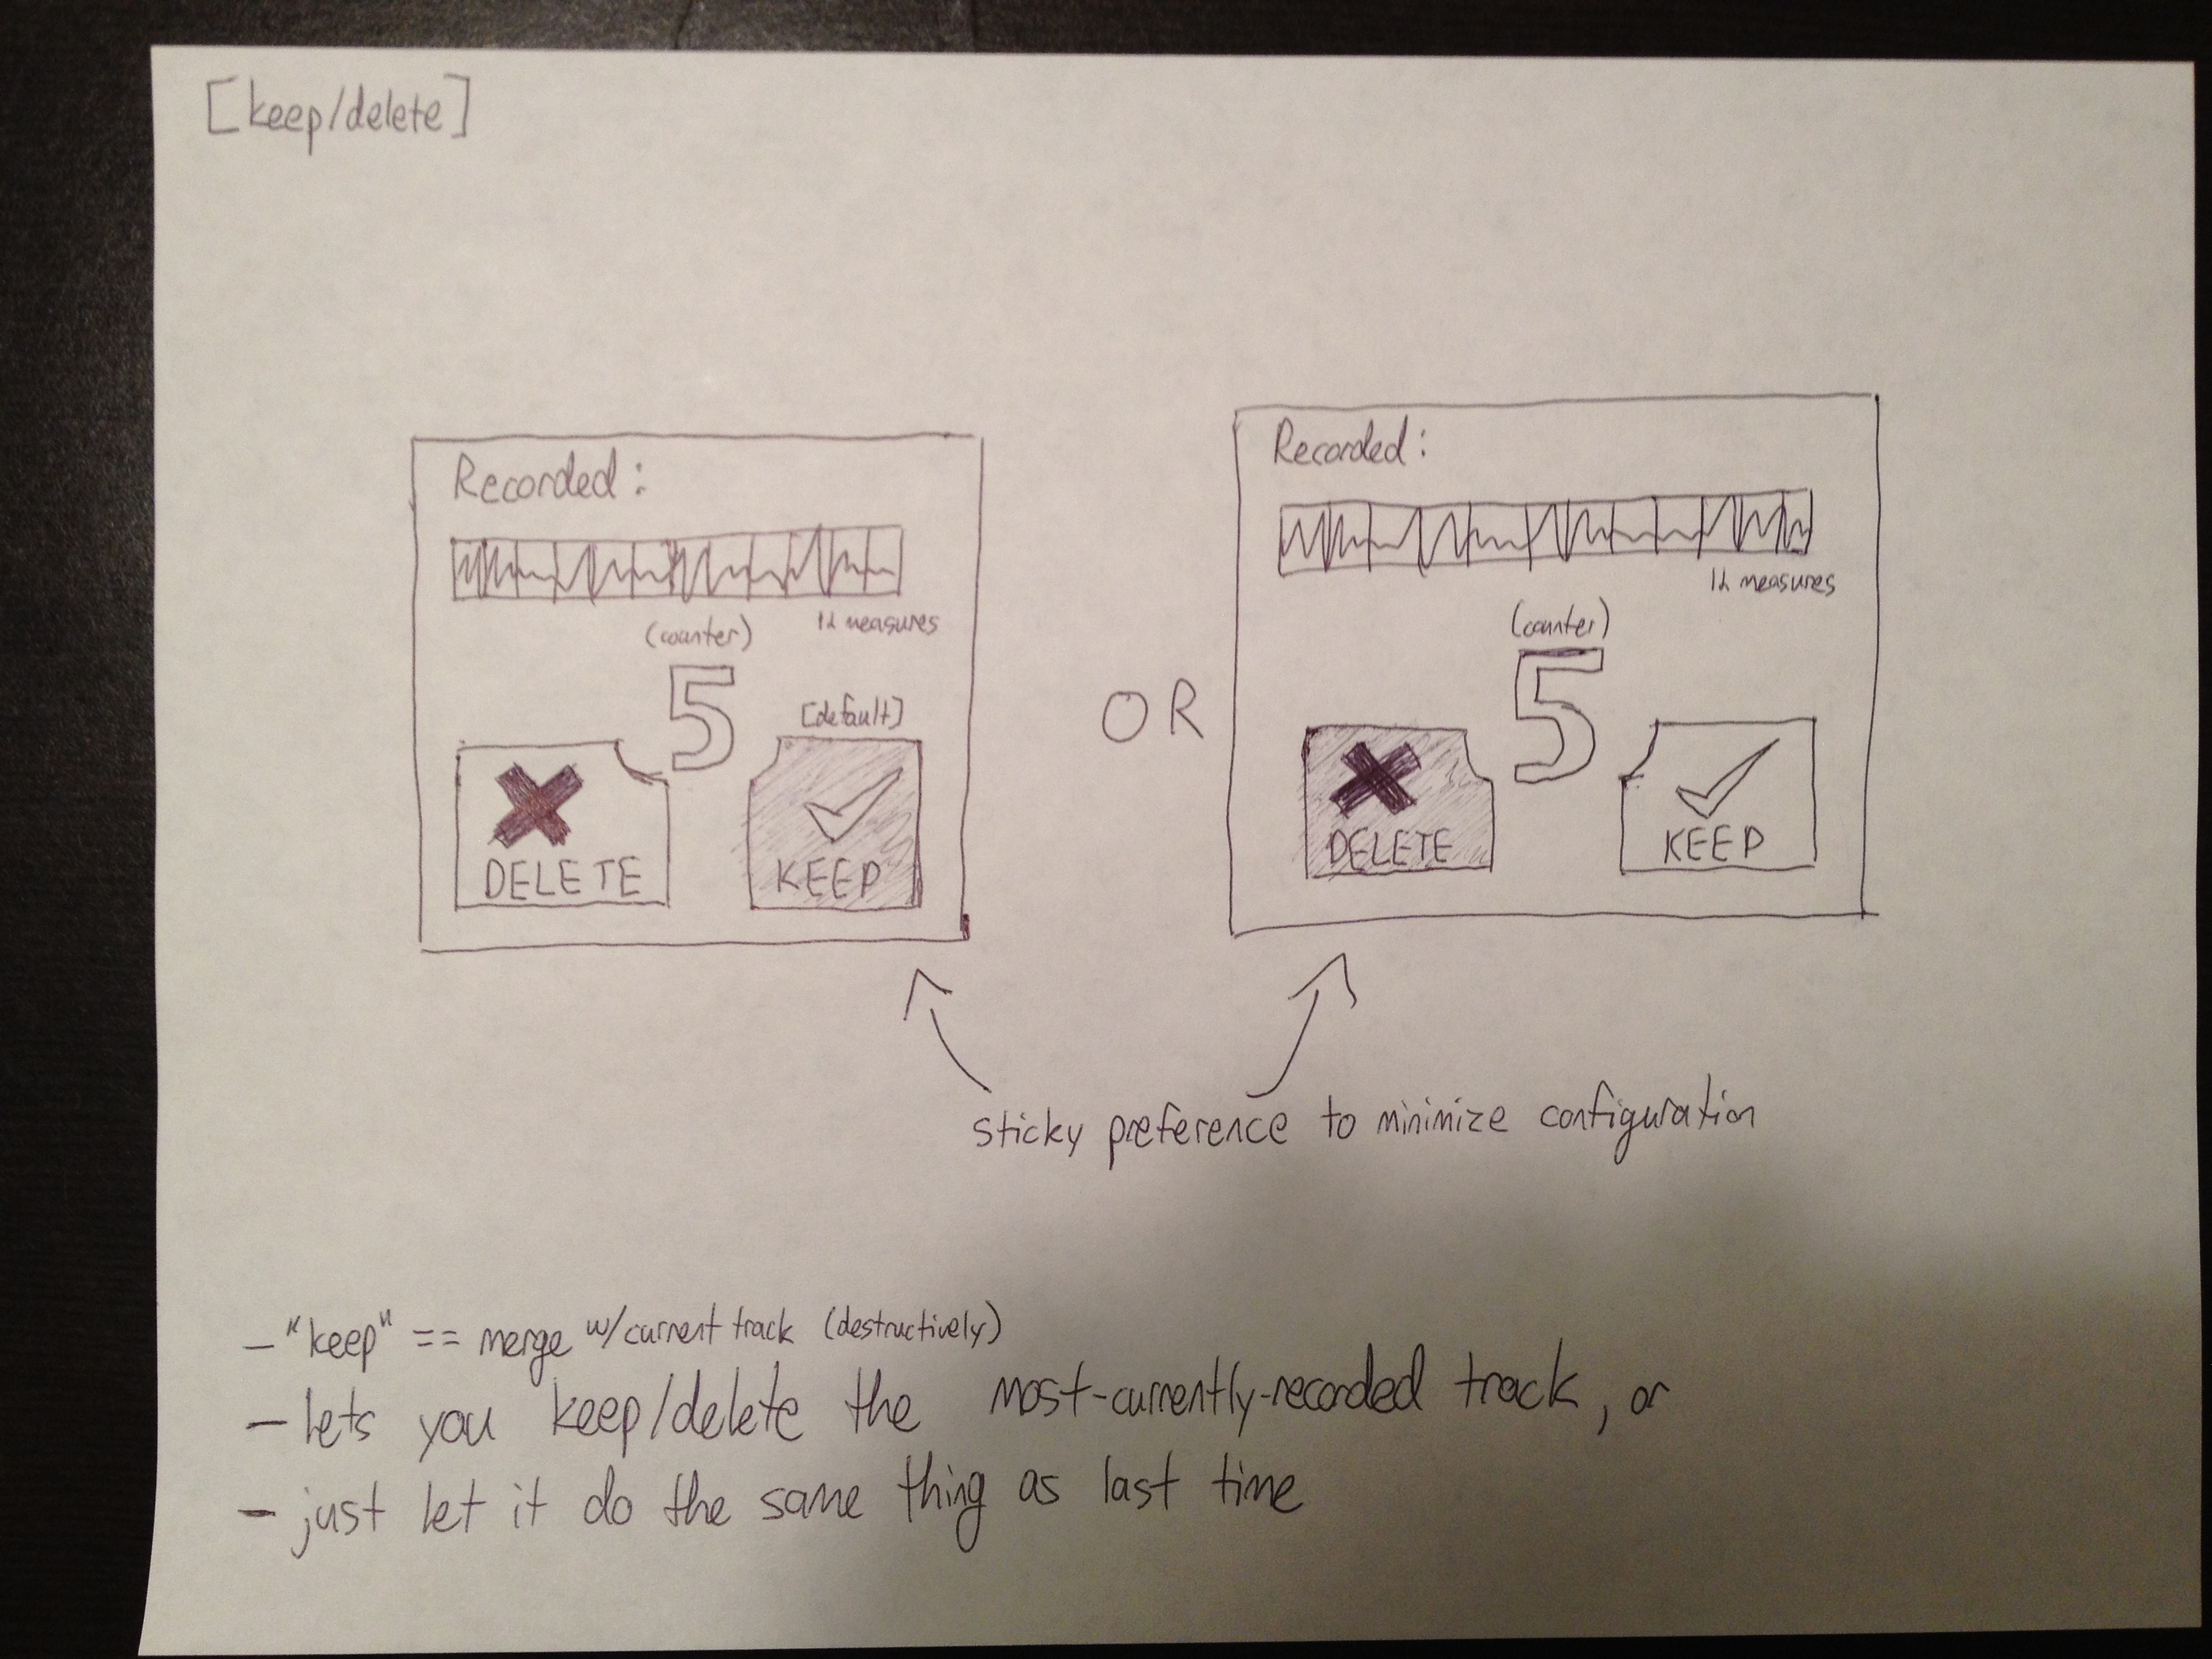 [keep/delete]
Recorded:
(counter)
5
[default]
DELETE
KEEP
OR
Recorded:
measures
(counter)
5
measures
DELETE
KEEP
sticky preference to minimize configuration
- "keep" == merge w/current track (destructively)
- lets you keep/delete the most-currently-recorded track, or
- just let it do the same thing as last time